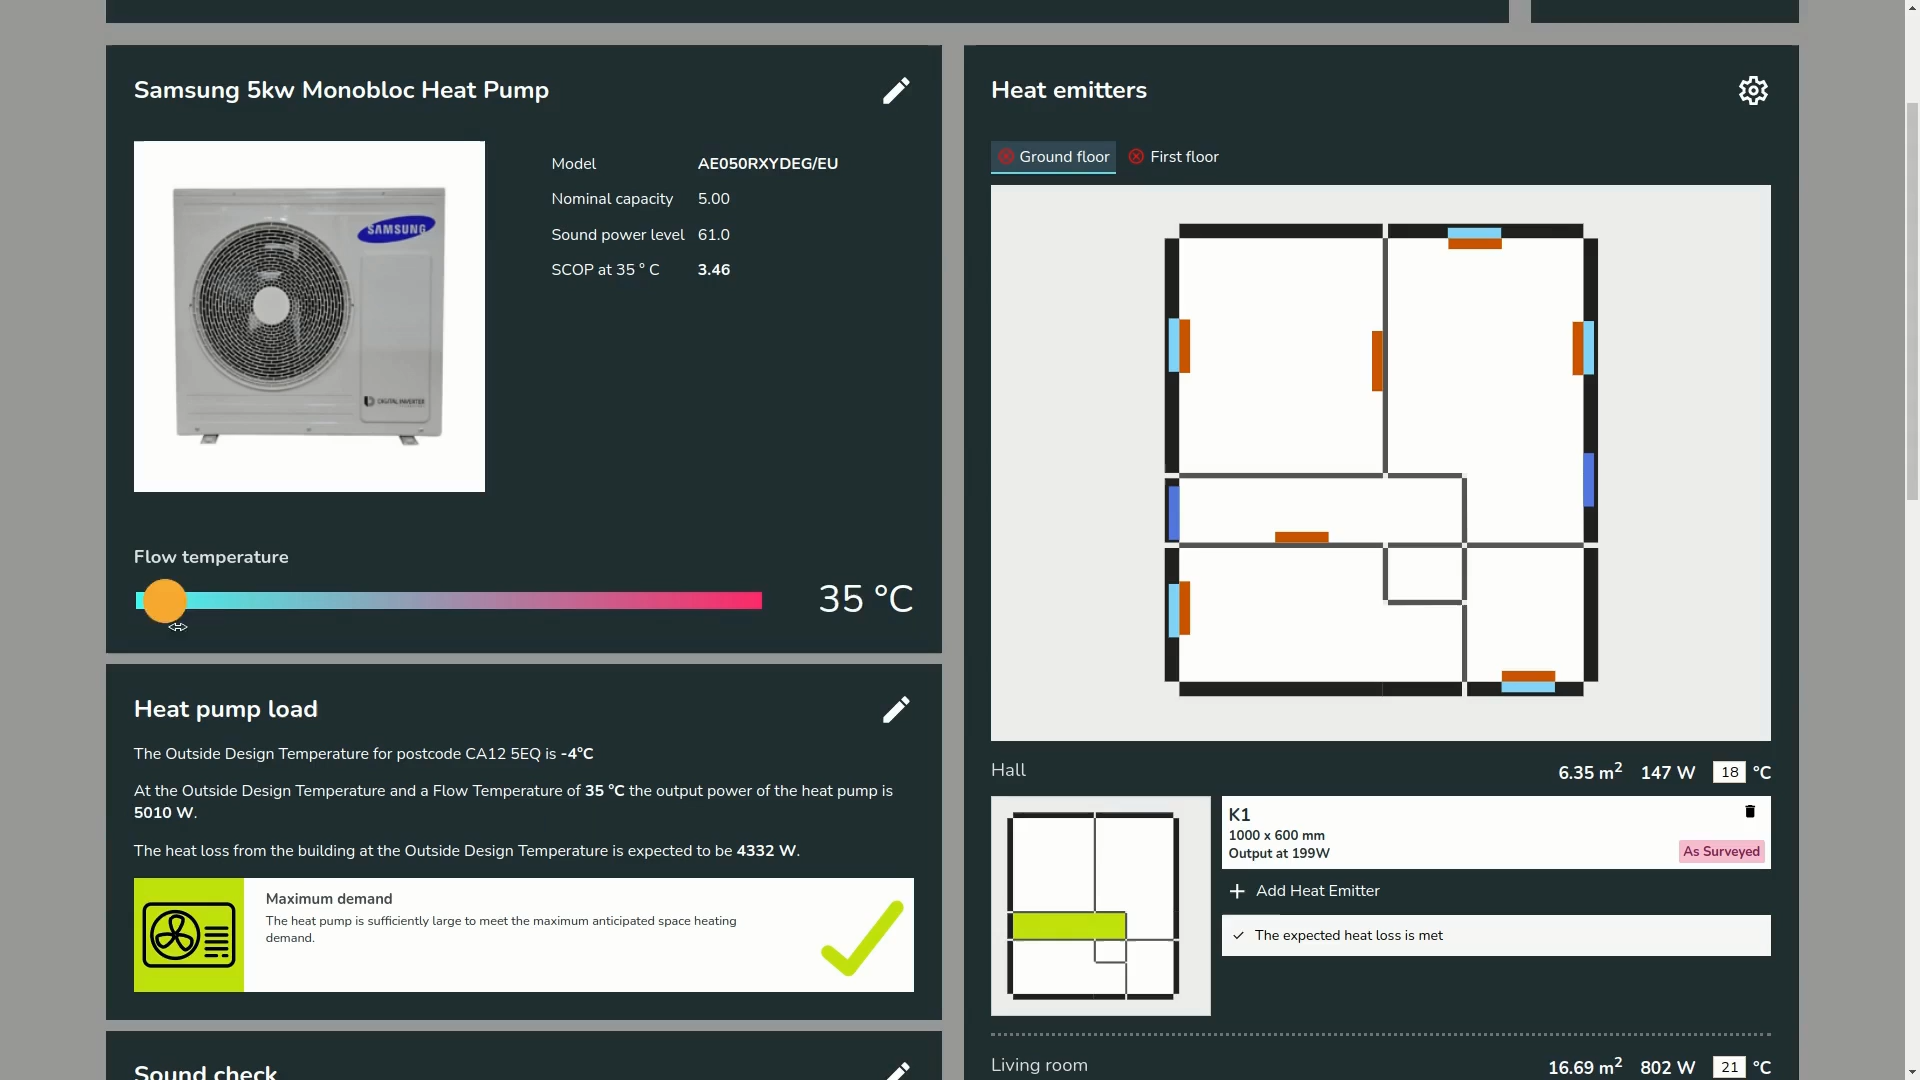 Samsung 5kw Monobloc Heat Pump
SAMSUNG
DIGITAL INVERTER
Model AE050RXYDEG/EU
Nominal capacity 5.00
Sound power level 61.0
SCOP at 35 ° C 3.46
Flow temperature
35 °C
Heat pump load
The Outside Design Temperature for postcode CA12 5EQ is -4°C
At the Outside Design Temperature and a Flow Temperature of 35 °C the output power of the heat pump is
5010 W.
The heat loss from the building at the Outside Design Temperature is expected to be 4332 W.
Maximum demand
The heat pump is sufficiently large to meet the maximum anticipated space heating
demand.
Sound check
Heat emitters
Ground floor First floor
Hall 6.35 m² 147 W 18 °C
K1
1000 x 600 mm
Output at 199W
As Surveyed
Add Heat Emitter
The expected heat loss is met
Living room 16.69 m² 802 W 21 °C